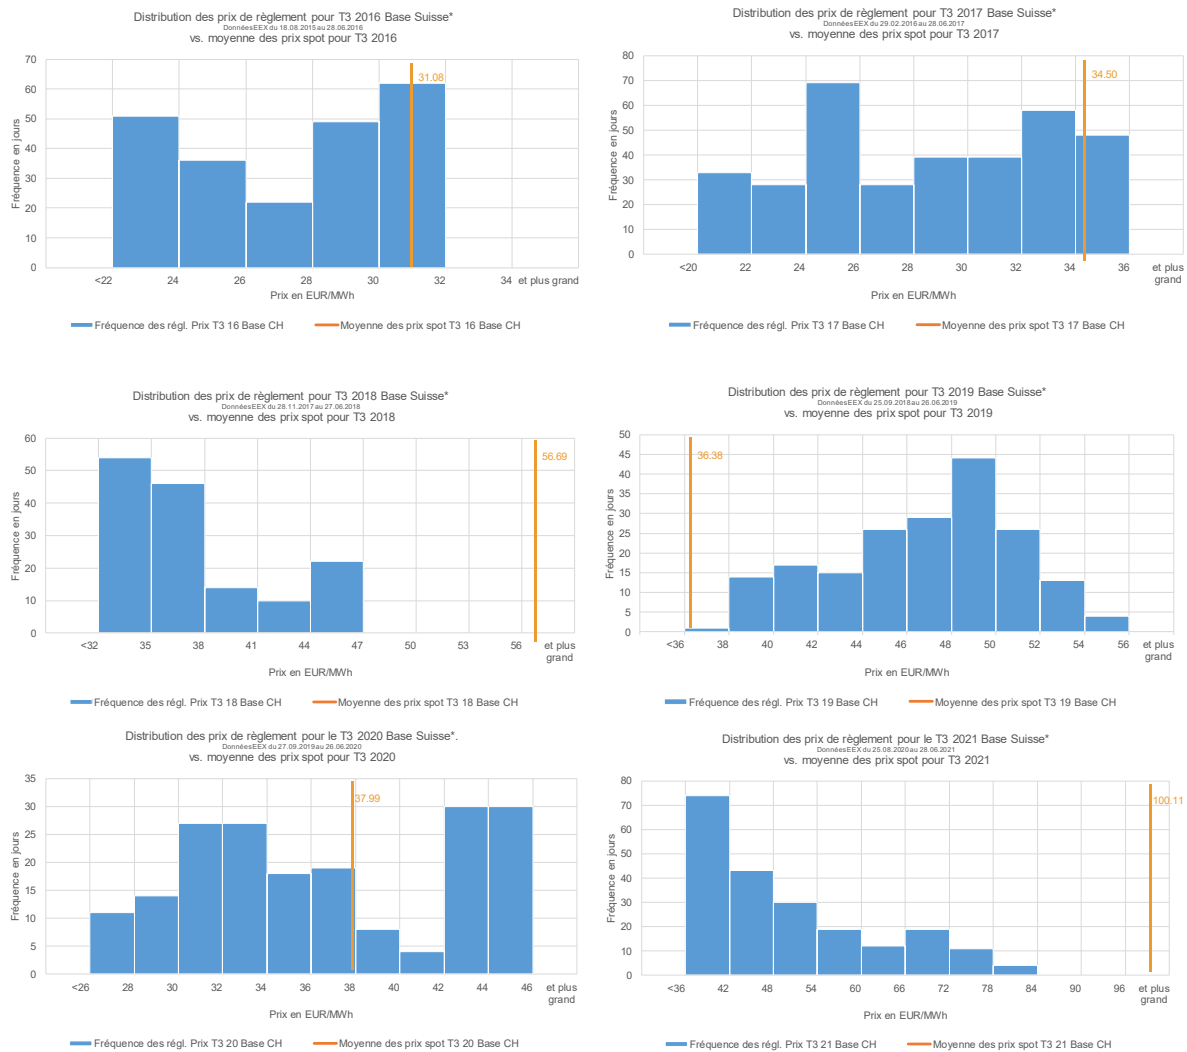 Distribution des prix de règlement pour T3 2016 Base Suisse*
Données EEX du 18.08.2015 au 28.06.2016
vs. moyenne des prix spot pour T3 2016
70
60
50
40
30
20
10
0
Fréquence en jours
31.08
<22 24 26 28 30 32 34 et plus grand
Prix en EUR/MWh
Fréquence des régl. Prix T3 16 Base CH Moyenne des prix spot T3 16 Base CH
Distribution des prix de règlement pour T3 2017 Base Suisse*
Données EEX du 29.02.2016 au 28.06.2017
vs. moyenne des prix spot pour T3 2017
80
70
60
50
40
30
20
10
0
Fréquence en jours
34.50
<20 22 24 26 28 30 32 34 36 et plus
grand
Prix en EUR/MWh
Fréquence des régl. Prix T3 17 Base CH Moyenne des prix spot T3 17 Base CH
Distribution des prix de règlement pour T3 2018 Base Suisse*
Données EEX du 28.11.2017 au 27.06.2018
vs. moyenne des prix spot pour T3 2018
60
50
40
30
20
10
0
Fréquence en jours
56.69
<32 35 38 41 44 47 50 53 56 et plus
grand
Prix en EUR/MWh
Fréquence des régl. Prix T3 18 Base CH Moyenne des prix spot T3 18 Base CH
Distribution des prix de règlement pour T3 2019 Base Suisse*
Données EEX du 25.09.2018 au 26.06.2019
vs. moyenne des prix spot pour T3 2019
50
45
40
35
30
25
20
15
10
5
0
Fréquence en jours
36.38
<36 38 40 42 44 46 48 50 52 54 56 et plus
grand
Prix en EUR/MWh
Fréquence des régl. Prix T3 19 Base CH Moyenne des prix spot T3 19 Base CH
Distribution des prix de règlement pour le T3 2020 Base Suisse*.
Données EEX du 27.09.2019 au 26.06.2020
vs. moyenne des prix spot pour T3 2020
35
30
25
20
15
10
5
0
Fréquence en jours
37.99
<26 28 30 32 34 36 38 40 42 44 46 et plus
grand
Prix en EUR/MWh
Fréquence des régl. Prix T3 20 Base CH Moyenne des prix spot T3 20 Base CH
Distribution des prix de règlement pour le T3 2021 Base Suisse*
Données EEX du 25.08.2020 au 28.06.2021
vs. moyenne des prix spot pour T3 2021
80
70
60
50
40
30
20
10
0
Fréquence en jours
100.11
<36 42 48 54 60 66 72 78 84 90 96 et plus
grand
Prix en EUR/MWh
Fréquence des régl. Prix T3 21 Base CH Moyenne des prix spot T3 21 Base CH